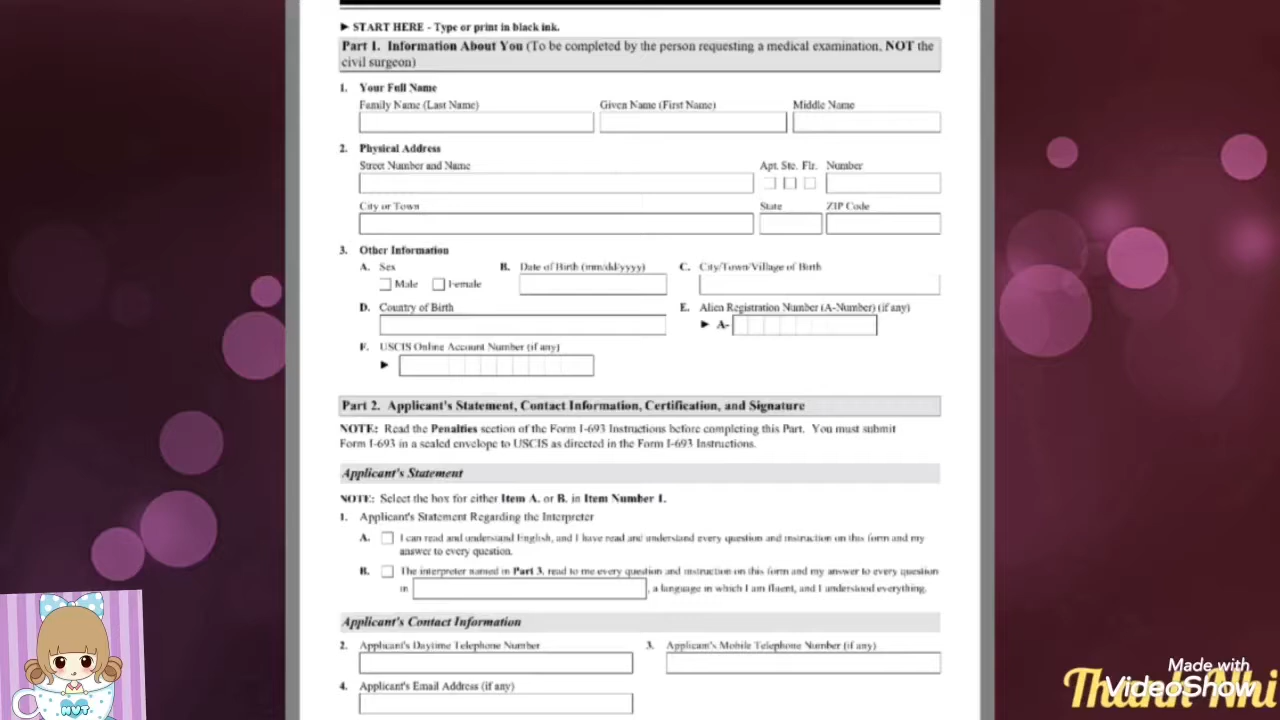 ► START HERE - Type or print in black ink.
Part 1. Information About You (To be completed by the person requesting a medical examination, NOT the
civil surgeon)
1. Your Full Name
Family Name (Last Name) Given Name (First Name) Middle Name
2. Physical Address
Street Number and Name Apt. Ste. Flr. Number
City or Town State ZIP Code
3. Other Information
A. Sex B. Date of Birth (mm/dd/yyyy) C. City/Town/Village of Birth
Male Female
D. Country of Birth E. Alien Registration Number (A-Number) (if any)
► A-
F. USCIS Online Account Number (if any)
►
Part 2. Applicant's Statement, Contact Information, Certification, and Signature
NOTE: Read the Penalties section of the Form I-693 Instructions before completing this Part. You must submit
Form I-693 in a sealed envelope to USCIS as directed in the Form I-693 Instructions.
Applicant's Statement
NOTE: Select the box for either Item A. or B. in Item Number 1.
1. Applicant's Statement Regarding the Interpreter
A. I can read and understand English, and I have read and understand every question and instruction on this form and my
answer to every question.
B. The interpreter named in Part 3. read to me every question and instruction on this form and my answer to every question
in , a language in which I am fluent, and I understood everything.
Applicant's Contact Information
2. Applicant's Daytime Telephone Number 3. Applicant's Mobile Telephone Number (if any)
4. Applicant's Email Address (if any)
Made with
VideoShow
Thanh Nhi